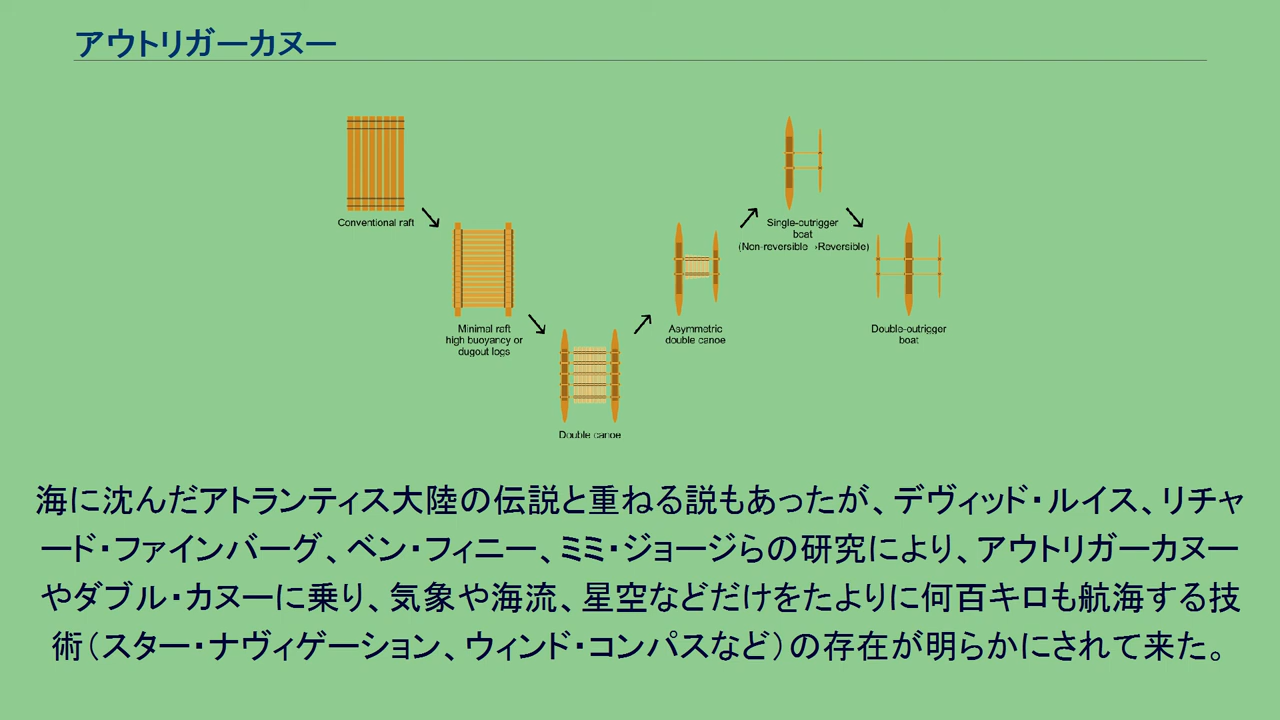 アウトリガーカヌー
Conventional raft
Minimal raft
high buoyancy or
dugout logs
Double canoe
Asymmetric
double canoe
Single-outrigger
boat
(Non-reversible→Reversible)
Double-outrigger
boat
海に沈んだアトランティス大陸の伝説と重ねる説もあったが、デヴィッド・ルイス、リチャ
ード・ファインバーグ、ベン・フィニー、ミミ・ジョージらの研究により、アウトリガーカヌー
やダブル・カヌーに乗り、気象や海流、星空などだけをたよりに何百キロも航海する技
術（スター・ナヴィゲーション、ウィンド・コンパスなど）の存在が明らかにされて来た。